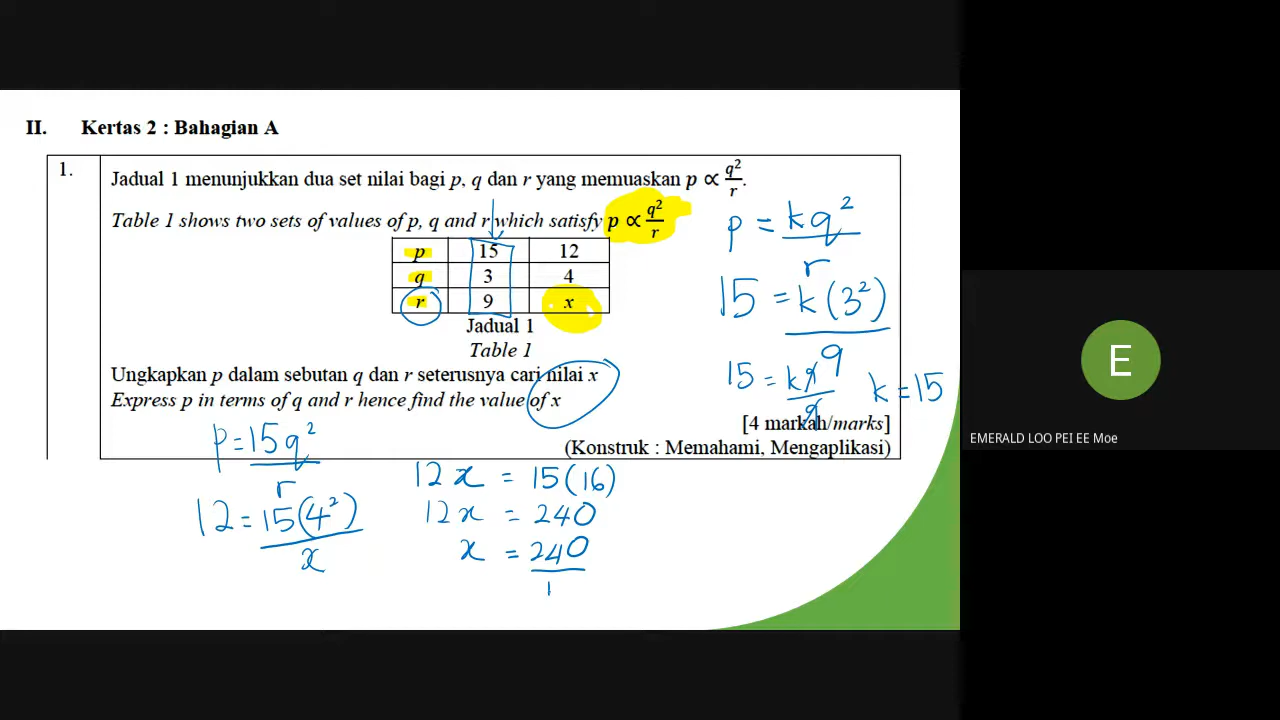 II. Kertas 2 : Bahagian A
1. Jadual 1 menunjukkan dua set nilai bagi p, q dan r yang memuaskan p ∝ q²/r.
Table 1 shows two sets of values of p, q and r which satisfy p ∝ q²/r
p 15 12
q 3 4
r 9 x
Jadual 1
Table 1
Ungkapkan p dalam sebutan q dan r seterusnya cari nilai x
Express p in terms of q and r hence find the value of x
[4 markah/marks]
(Konstruk : Memahami, Mengaplikasi)
p = kq²/r
15 = k(3²)/9
15 = k9/9 k = 15
p = 15q²/r
12 = 15(4²)/x
12x = 15(16)
12x = 240
x = 240/1
E
EMERALD LOO PEI EE Moe